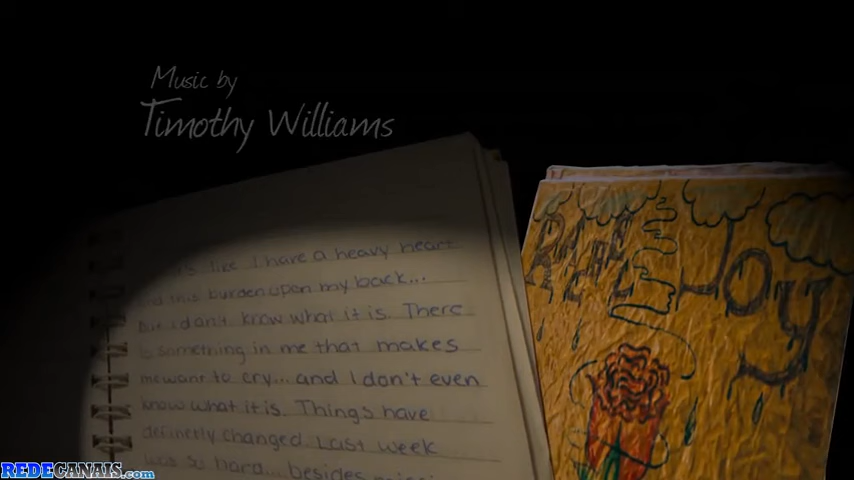 Music by
Timothy Williams
like I have a heavy heart
and this burden upon my back...
but I don't know what it is. There
is something in me that makes
me want to cry... and I don't even
know what it is. Things have
definetly changed. Last week
was so hard... besides
Rachel's
Joy
REDECANAIS.com